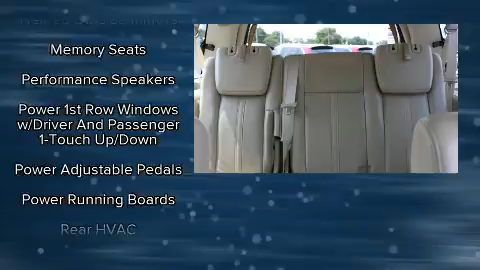 Memory Seats
Performance Speakers
Power 1st Row Windows
w/Driver And Passenger
1-Touch Up/Down
Power Adjustable Pedals
Power Running Boards
Rear HVAC